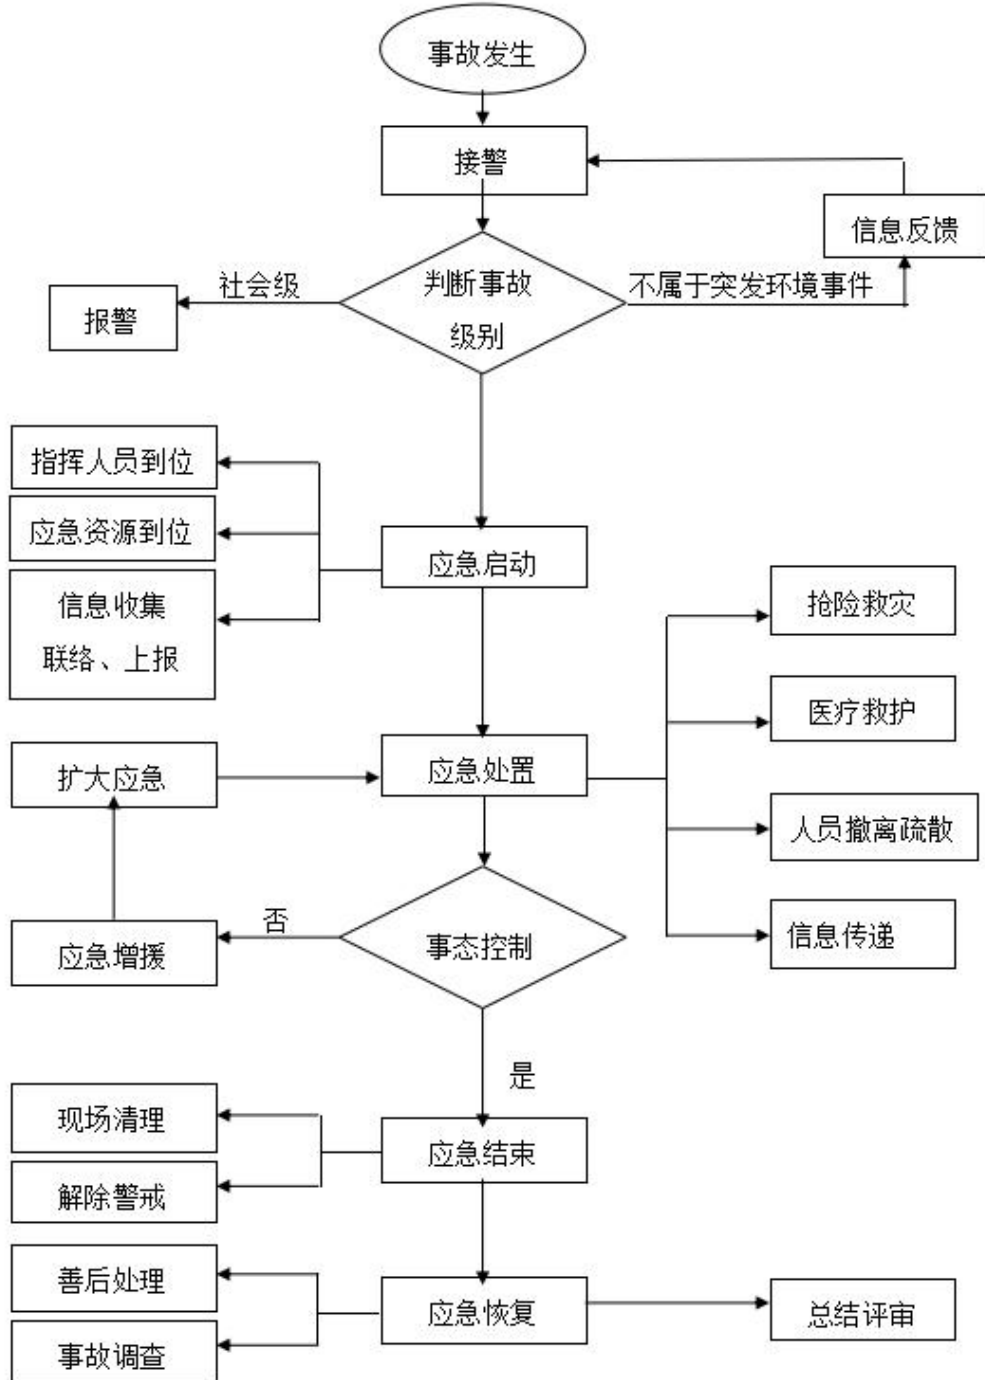 事故发生
接警
信息反馈
社会级
判断事故
级别
不属于突发环境事件
报警
指挥人员到位
应急资源到位
应急启动
信息收集
联络、上报
抢险救灾
医疗救护
扩大应急
应急处置
人员撤离疏散
否
应急增援
事态控制
信息传递
是
现场清理
应急结束
解除警戒
善后处理
应急恢复
总结评审
事故调查